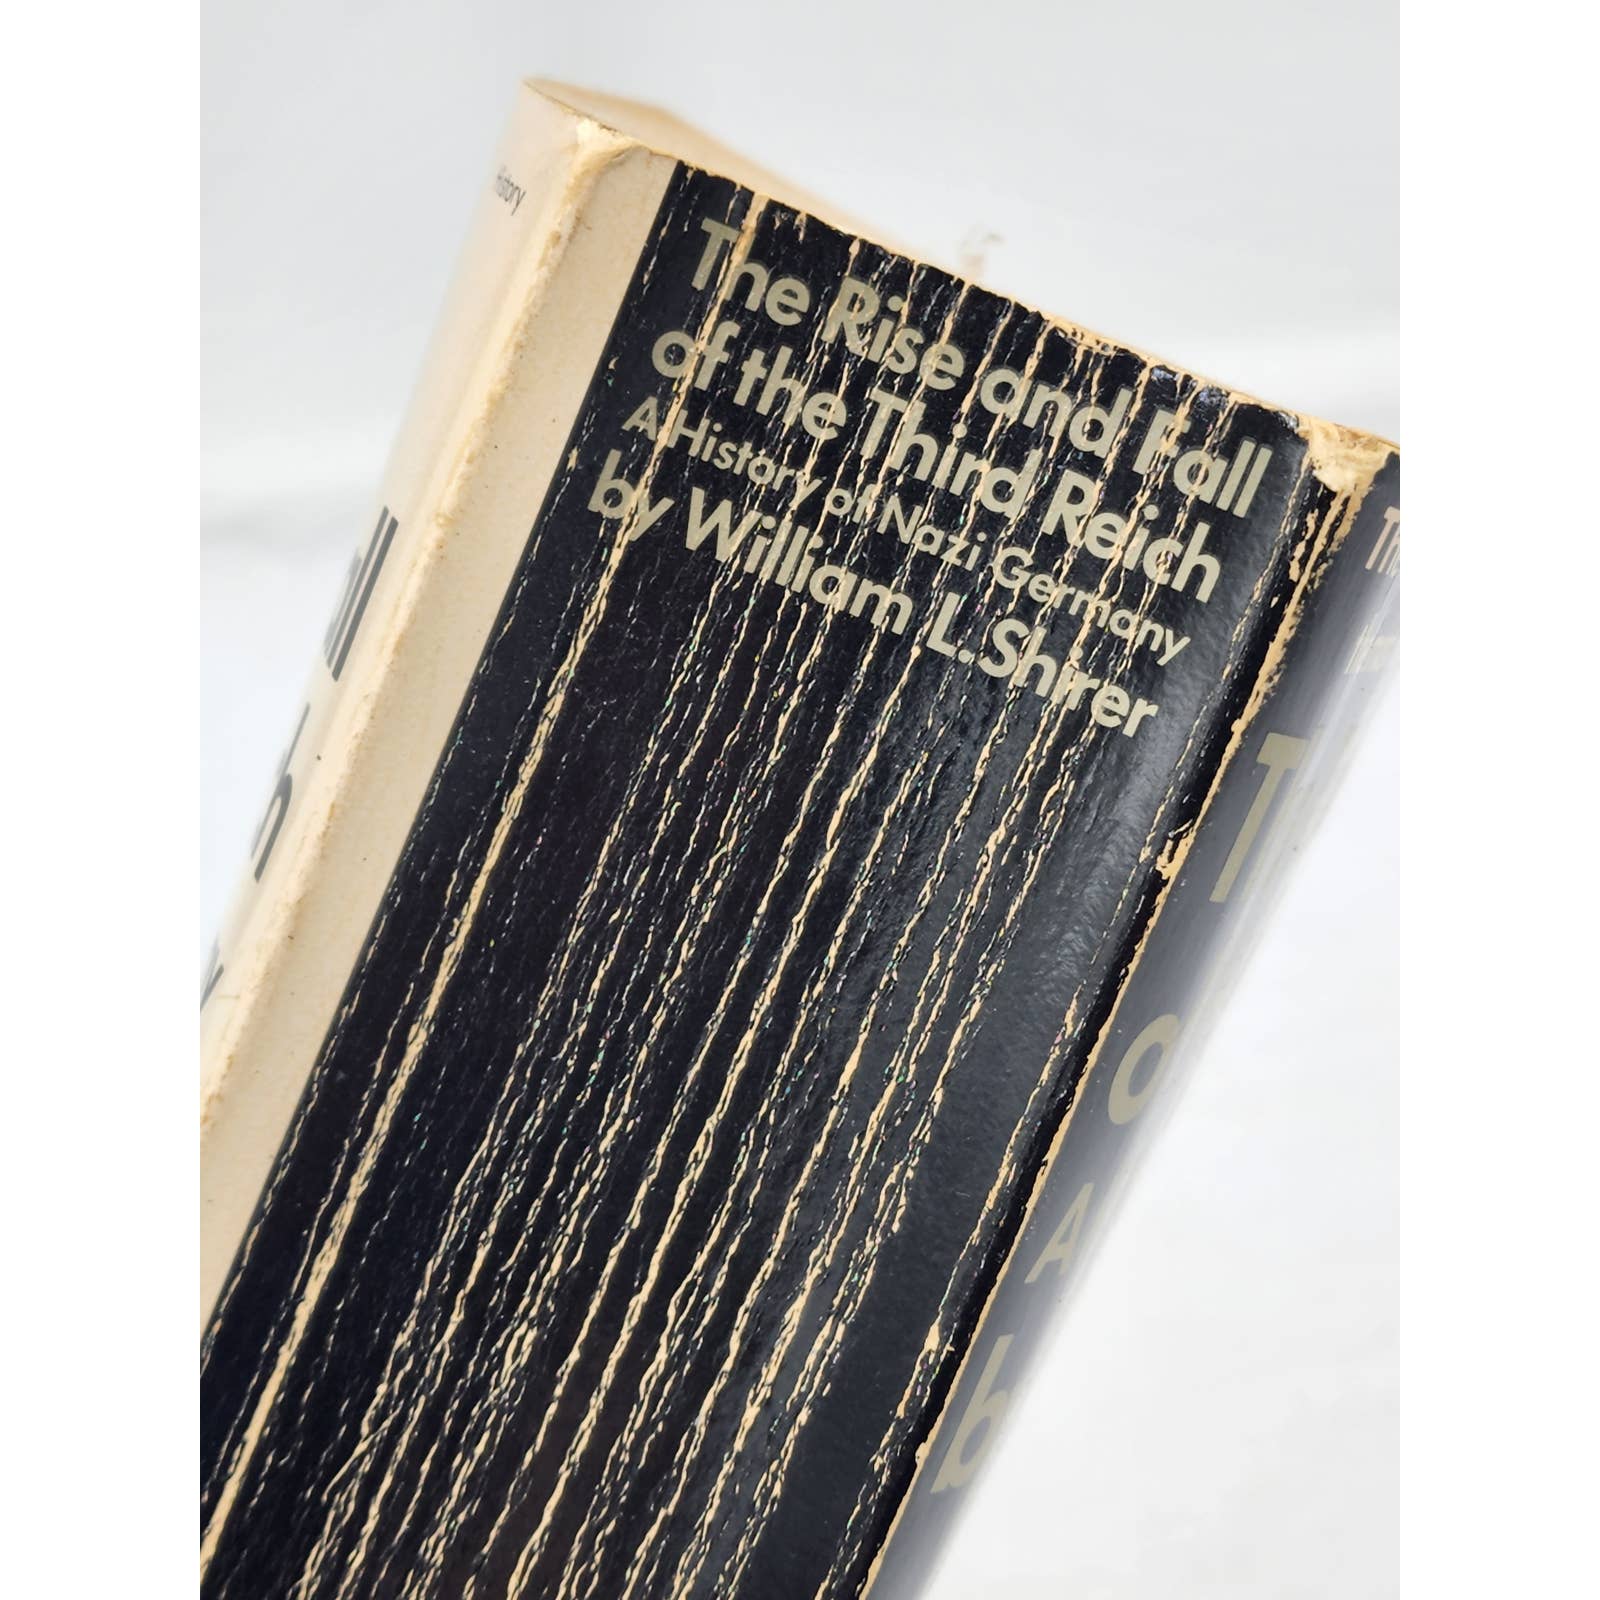 History
The Rise and Fall
of the Third Reich
A History of Nazi Germany
by William L. Shirer